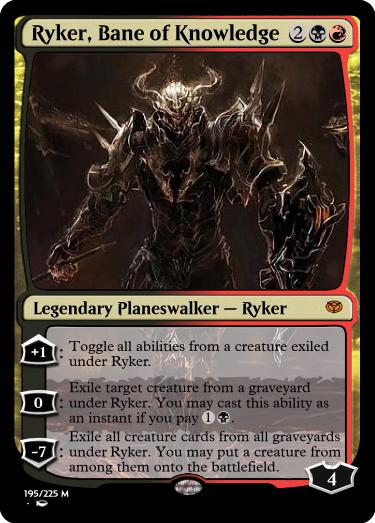 Ryker, Bane of Knowledge 2
Legendary Planeswalker — Ryker
+1: Toggle all abilities from a creature exiled
under Ryker.
0: Exile target creature from a graveyard
under Ryker. You may cast this ability as
an instant if you pay 1 .
-7: Exile all creature cards from all graveyards
under Ryker. You may put a creature from
among them onto the battlefield.
4
195/225 M